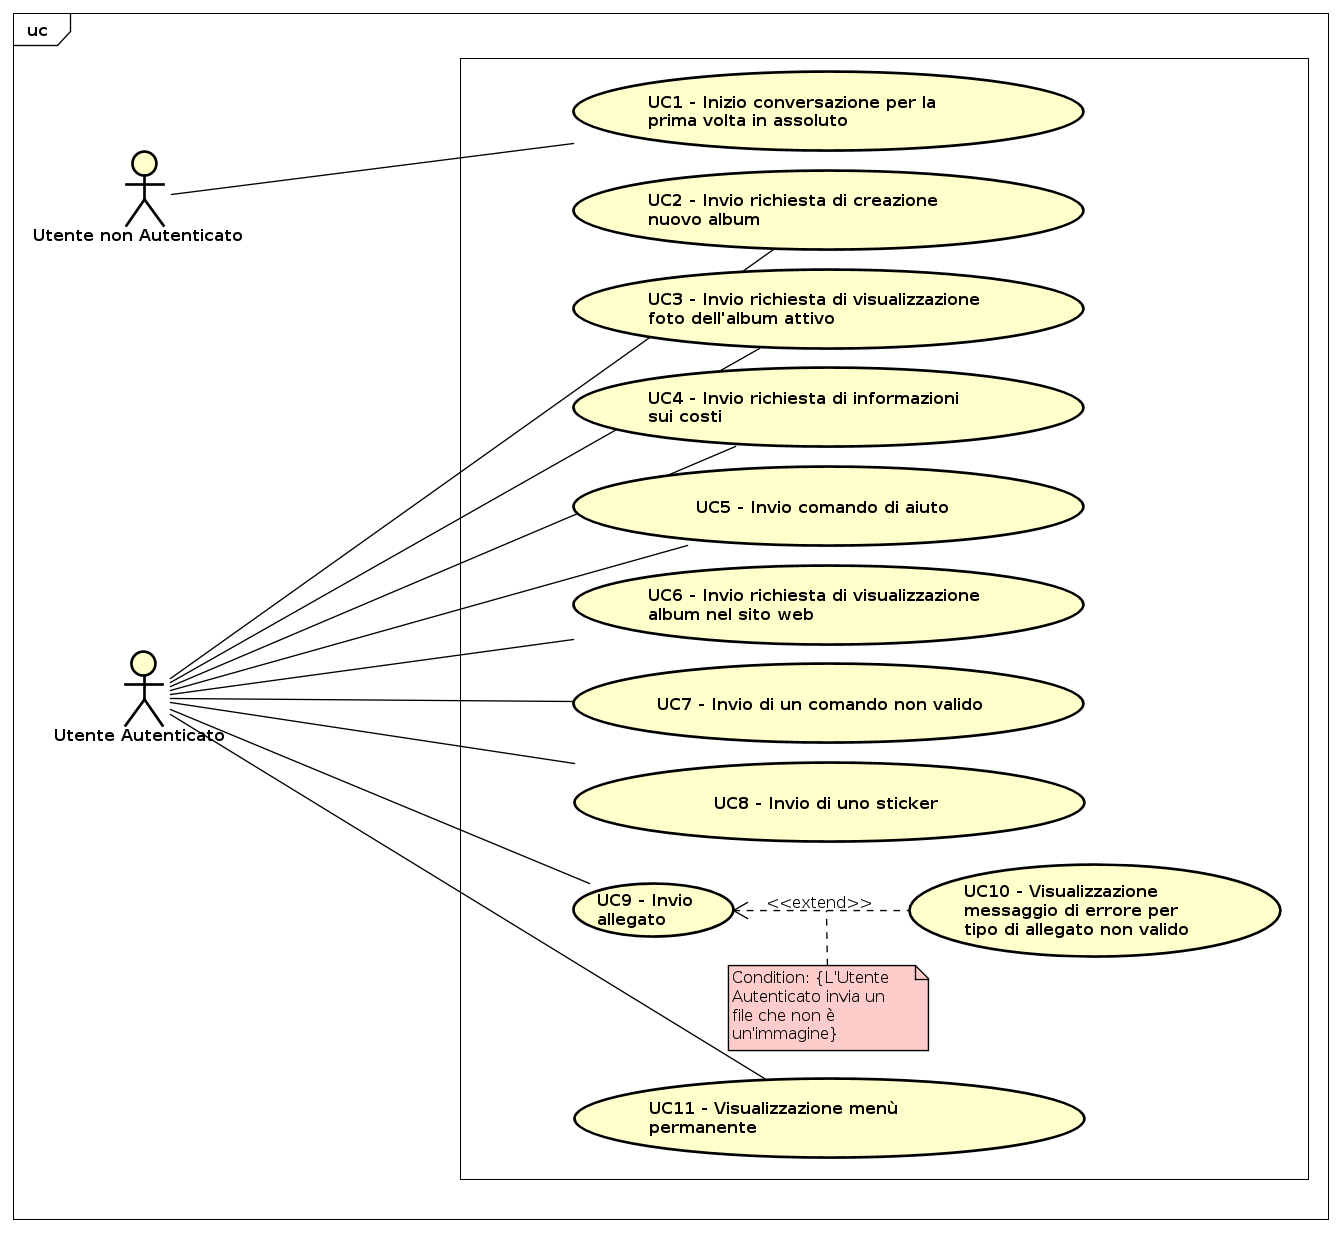 uc
UC1 - Inizio conversazione per la
prima volta in assoluto
Utente non Autenticato
UC2 - Invio richiesta di creazione
nuovo album
UC3 - Invio richiesta di visualizzazione
foto dell'album attivo
UC4 - Invio richiesta di informazioni
sui costi
UC5 - Invio comando di aiuto
UC6 - Invio richiesta di visualizzazione
album nel sito web
UC7 - Invio di un comando non valido
Utente Autenticato
UC8 - Invio di uno sticker
UC9 - Invio
allegato
<<extend>>
UC10 - Visualizzazione
messaggio di errore per
tipo di allegato non valido
Condition: {L'Utente
Autenticato invia un
file che non è
un'immagine}
UC11 - Visualizzazione menù
permanente